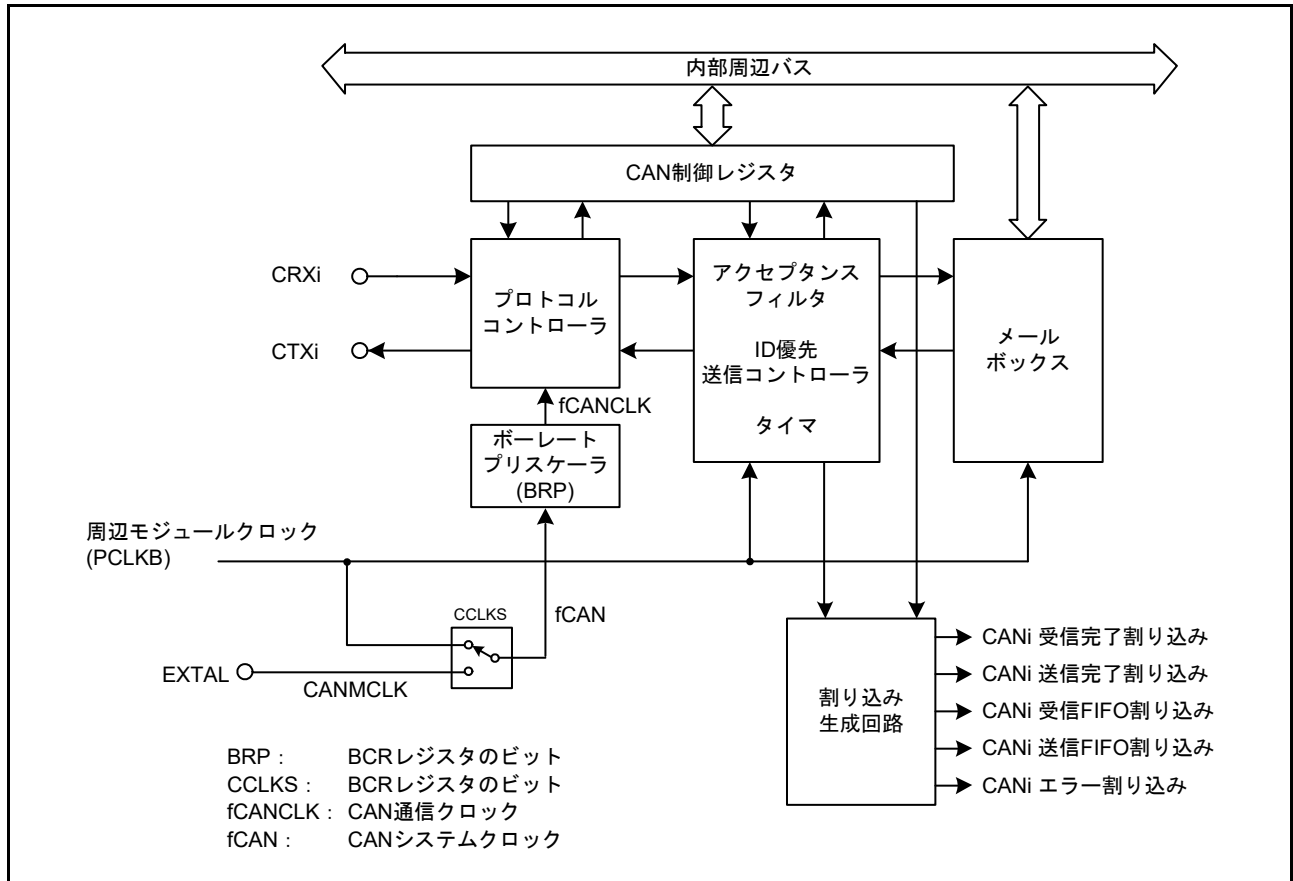 内部周辺バス
CAN制御レジスタ
CRXi
CTXi
プロトコル
コントローラ
アクセプタンス
フィルタ
ID優先
送信コントローラ
タイマ
メール
ボックス
fCANCLK
ボーレート
プリスケーラ
(BRP)
周辺モジュールクロック
(PCLKB)
CCLKS
fCAN
EXTAL
CANMCLK
割り込み
生成回路
CANi 受信完了割り込み
CANi 送信完了割り込み
CANi 受信FIFO割り込み
CANi 送信FIFO割り込み
CANi エラー割り込み
BRP : BCRレジスタのビット
CCLKS : BCRレジスタのビット
fCANCLK : CAN通信クロック
fCAN : CANシステムクロック